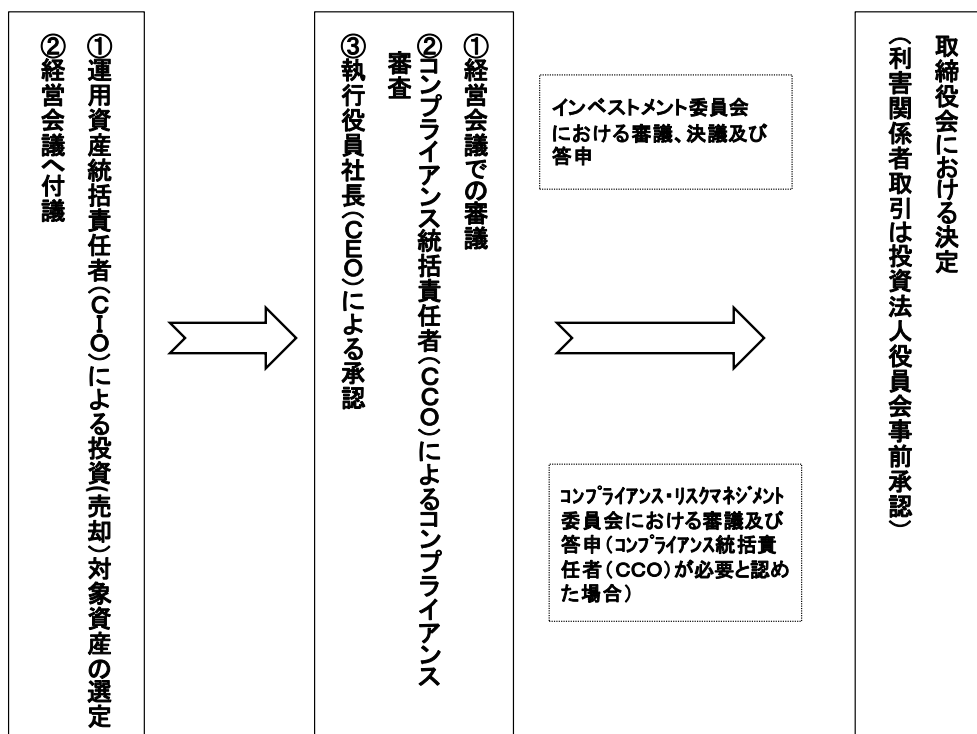 ①運用資産統括責任者(CIO)による投資(売却)対象資産の選定
②経営会議へ付議
①経営会議での審議
②コンプライアンス統括責任者(CCO)によるコンプライアンス
審査
③執行役員社長(CEO)による承認
インベストメント委員会
における審議、決議及び
答申
コンプライアンス・リスクマネジメント
委員会における審議及び
答申(コンプライアンス統括責
任者(CCO)が必要と認め
た場合)
取締役会における決定
(利害関係者取引は投資法人役員会事前承認)